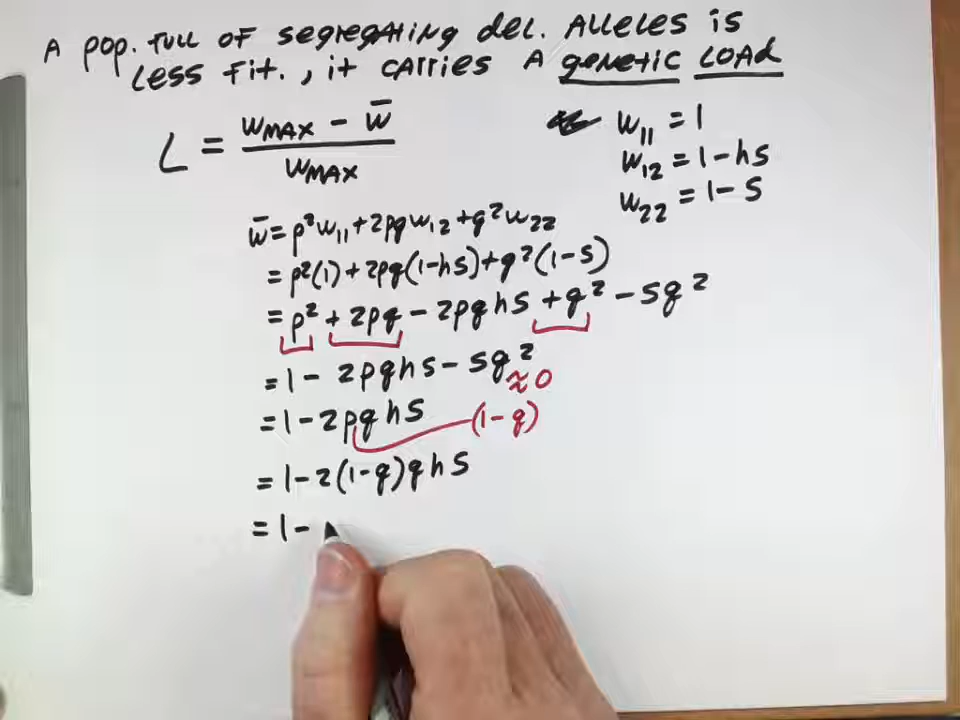 A pop. full of segregating del. Alleles is
less fit., it carries A genetic load
L = (w_MAX − w̄) / w_MAX
w₁₁ = 1
w₁₂ = 1 − hs
w₂₂ = 1 − s
w̄ = p²w₁₁ + 2pqw₁₂ + q²w₂₂
= p²(1) + 2pq(1−hs) + q²(1−s)
= p² + 2pq − 2pqhs + q² − sq²
= 1 − 2pqhs − sq²
≈ 0
= 1 − 2pqhs (1−q)
= 1 − 2(1−q)qhs
= 1 −